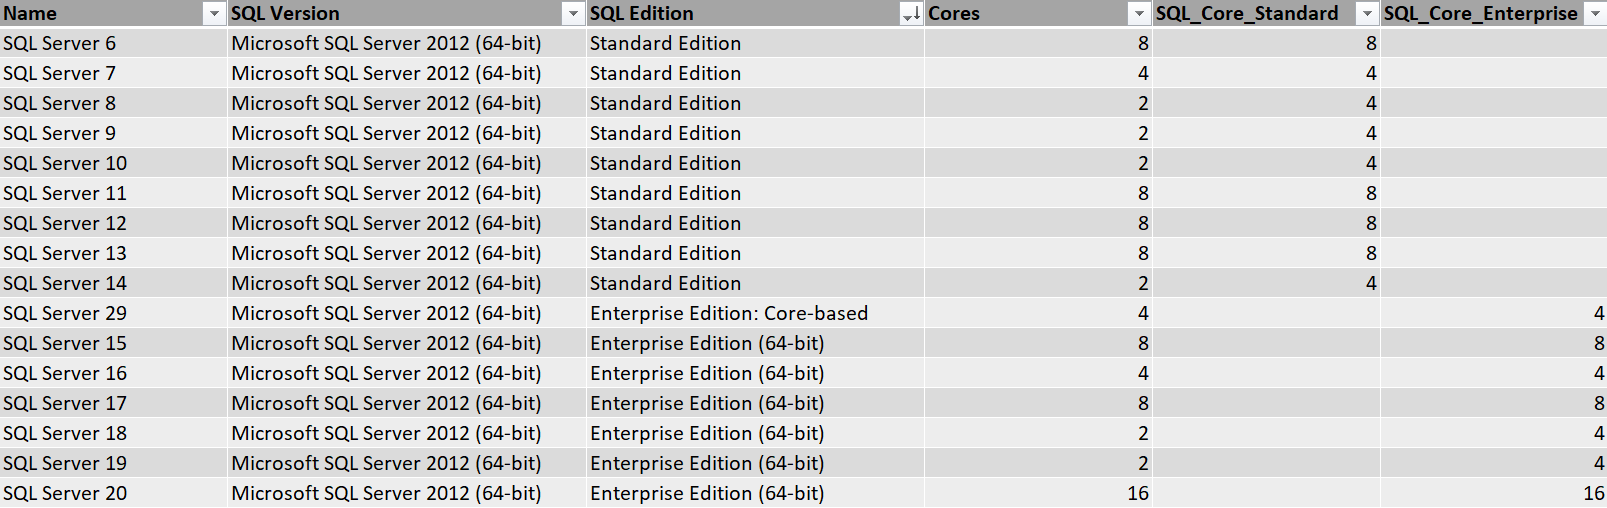 Name SQL Version SQL Edition Cores SQL_Core_Standard SQL_Core_Enterprise
SQL Server 6 Microsoft SQL Server 2012 (64-bit) Standard Edition 8 8
SQL Server 7 Microsoft SQL Server 2012 (64-bit) Standard Edition 4 4
SQL Server 8 Microsoft SQL Server 2012 (64-bit) Standard Edition 2 4
SQL Server 9 Microsoft SQL Server 2012 (64-bit) Standard Edition 2 4
SQL Server 10 Microsoft SQL Server 2012 (64-bit) Standard Edition 2 4
SQL Server 11 Microsoft SQL Server 2012 (64-bit) Standard Edition 8 8
SQL Server 12 Microsoft SQL Server 2012 (64-bit) Standard Edition 8 8
SQL Server 13 Microsoft SQL Server 2012 (64-bit) Standard Edition 8 8
SQL Server 14 Microsoft SQL Server 2012 (64-bit) Standard Edition 2 4
SQL Server 29 Microsoft SQL Server 2012 (64-bit) Enterprise Edition: Core-based 4 4
SQL Server 15 Microsoft SQL Server 2012 (64-bit) Enterprise Edition (64-bit) 8 8
SQL Server 16 Microsoft SQL Server 2012 (64-bit) Enterprise Edition (64-bit) 4 4
SQL Server 17 Microsoft SQL Server 2012 (64-bit) Enterprise Edition (64-bit) 8 8
SQL Server 18 Microsoft SQL Server 2012 (64-bit) Enterprise Edition (64-bit) 2 4
SQL Server 19 Microsoft SQL Server 2012 (64-bit) Enterprise Edition (64-bit) 2 4
SQL Server 20 Microsoft SQL Server 2012 (64-bit) Enterprise Edition (64-bit) 16 16